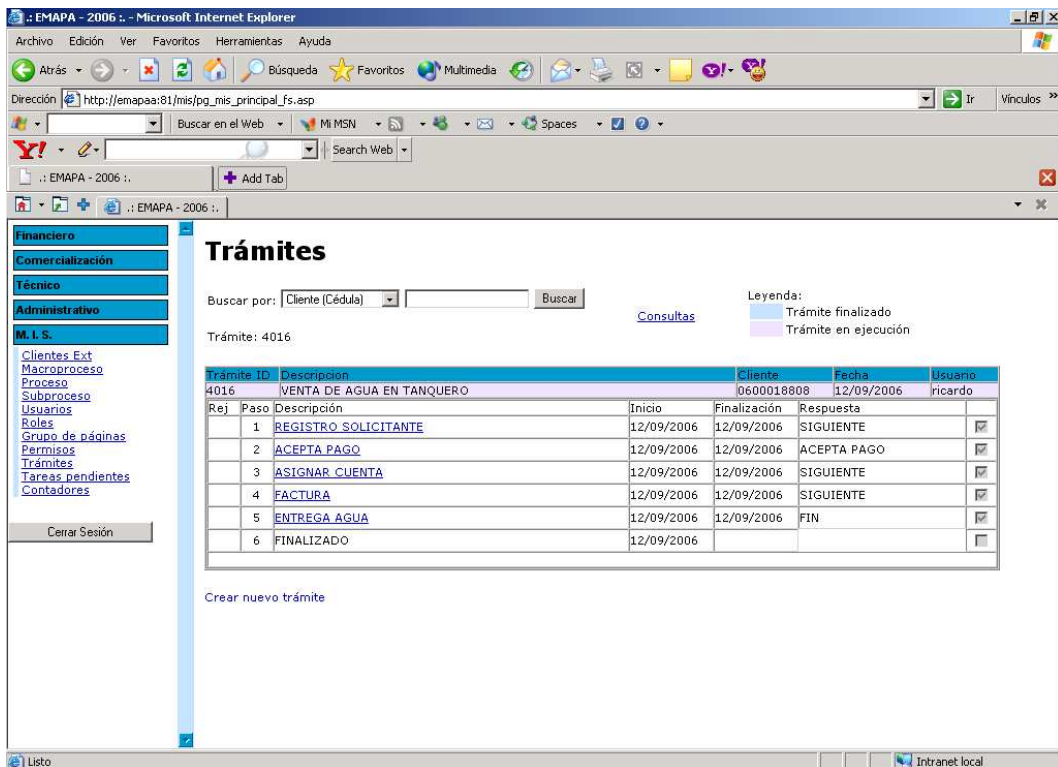 .: EMAPA - 2006 :. - Microsoft Internet Explorer
Archivo Edición Ver Favoritos Herramientas Ayuda
Atrás Búsqueda Favoritos Multimedia
Dirección http://emapaa:81/mis/pg_mis_principal_fs.asp Ir Vínculos »
Buscar en el Web Mi MSN Spaces
Y! Search Web
.: EMAPA - 2006 :. Add Tab
.: EMAPA - 2006 :.
Financiero
Comercialización
Técnico
Administrativo
M. I. S.
Clientes Ext
Macroproceso
Proceso
Subproceso
Usuarios
Roles
Grupo de páginas
Permisos
Trámites
Tareas pendientes
Contadores
Cerrar Sesión
Trámites
Buscar por: Cliente (Cédula) Buscar
Consultas
Leyenda:
Trámite finalizado
Trámite en ejecución
Trámite: 4016
Trámite ID Descripcion Cliente Fecha Usuario
4016 VENTA DE AGUA EN TANQUERO 0600018808 12/09/2006 ricardo
Rej Paso Descripción Inicio Finalización Respuesta
1 REGISTRO SOLICITANTE 12/09/2006 12/09/2006 SIGUIENTE
2 ACEPTA PAGO 12/09/2006 12/09/2006 ACEPTA PAGO
3 ASIGNAR CUENTA 12/09/2006 12/09/2006 SIGUIENTE
4 FACTURA 12/09/2006 12/09/2006 SIGUIENTE
5 ENTREGA AGUA 12/09/2006 12/09/2006 FIN
6 FINALIZADO 12/09/2006
Crear nuevo trámite
Listo Intranet local